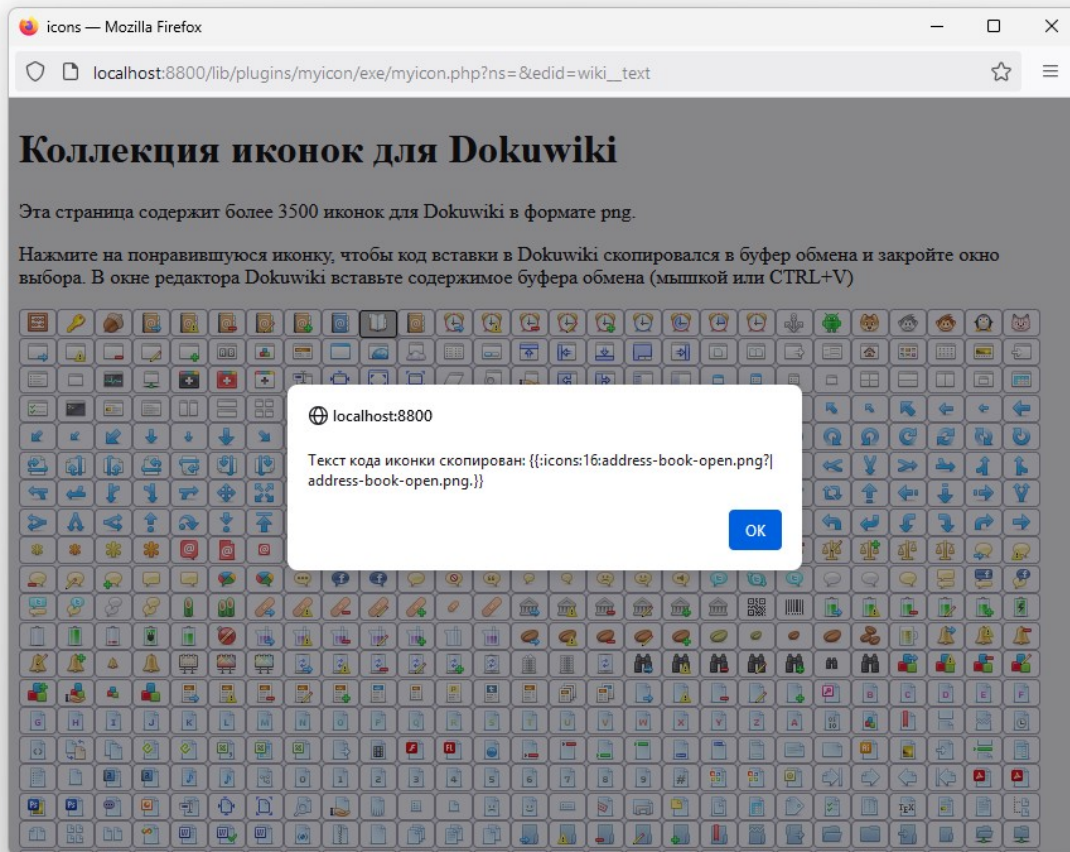 icons — Mozilla Firefox
localhost:8800/lib/plugins/myicon/exe/myicon.php?ns=&edid=wiki__text
Коллекция иконок для Dokuwiki
Эта страница содержит более 3500 иконок для Dokuwiki в формате png.
Нажмите на понравившуюся иконку, чтобы код вставки в Dokuwiki скопировался в буфер обмена и закройте окно
выбора. В окне редактора Dokuwiki вставьте содержимое буфера обмена (мышкой или CTRL+V)
localhost:8800
Текст кода иконки скопирован: {{:icons:16:address-book-open.png?|
address-book-open.png.}}
OK